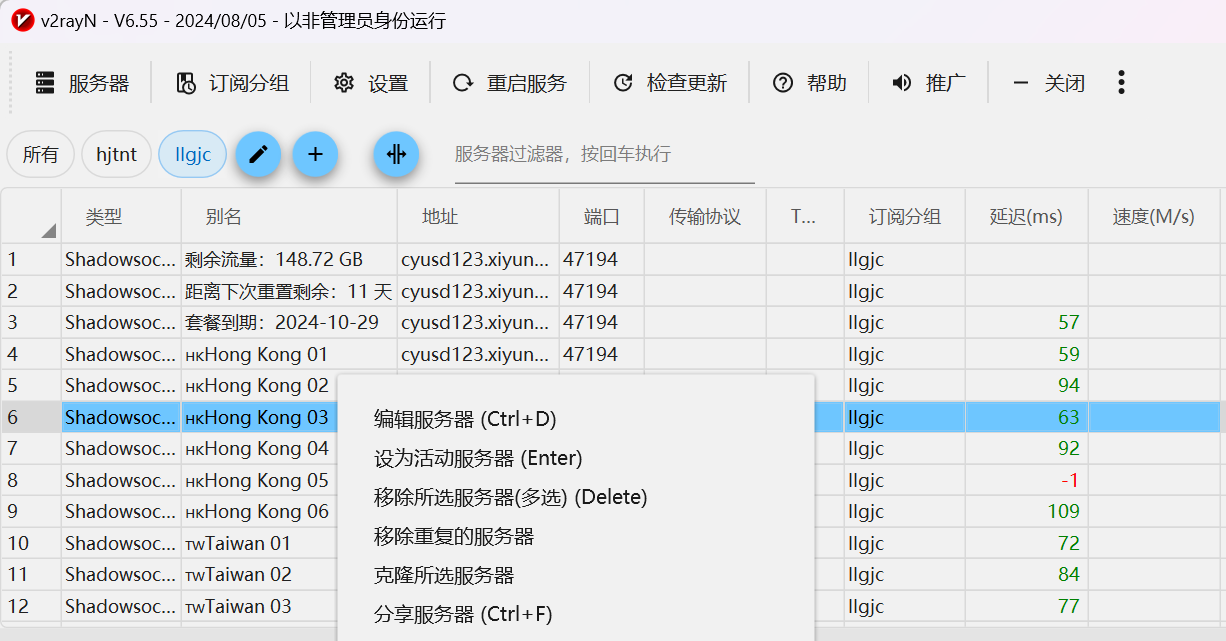 v2rayN - V6.55 - 2024/08/05 - 以非管理员身份运行
服务器 订阅分组 设置 重启服务 检查更新 帮助 推广 关闭
所有 hjtnt llgjc 服务器过滤器，按回车执行
类型 别名 地址 端口 传输协议 T... 订阅分组 延迟(ms) 速度(M/s)
1 Shadowsoc... 剩余流量：148.72 GB cyusd123.xiyun... 47194 llgjc
2 Shadowsoc... 距离下次重置剩余：11 天 cyusd123.xiyun... 47194 llgjc
3 Shadowsoc... 套餐到期：2024-10-29 cyusd123.xiyun... 47194 llgjc 57
4 Shadowsoc... HKHong Kong 01 cyusd123.xiyun... 47194 llgjc 59
5 Shadowsoc... HKHong Kong 02 llgjc 94
6 Shadowsoc... HKHong Kong 03 llgjc 63
7 Shadowsoc... HKHong Kong 04 llgjc 92
8 Shadowsoc... HKHong Kong 05 llgjc -1
9 Shadowsoc... HKHong Kong 06 llgjc 109
10 Shadowsoc... TWTaiwan 01 llgjc 72
11 Shadowsoc... TWTaiwan 02 llgjc 84
12 Shadowsoc... TWTaiwan 03 llgjc 77
编辑服务器 (Ctrl+D)
设为活动服务器 (Enter)
移除所选服务器(多选) (Delete)
移除重复的服务器
克隆所选服务器
分享服务器 (Ctrl+F)